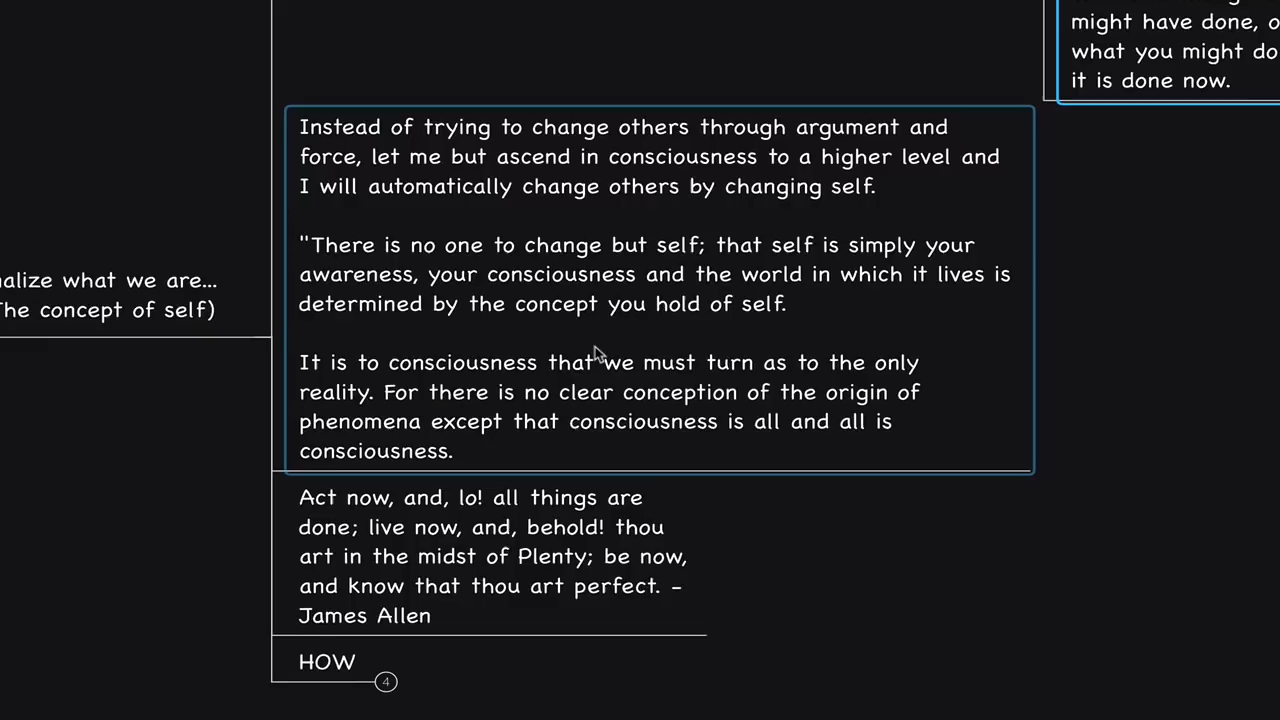 might have done, o
what you might do
it is done now.
Instead of trying to change others through argument and
force, let me but ascend in consciousness to a higher level and
I will automatically change others by changing self.
"There is no one to change but self; that self is simply your
awareness, your consciousness and the world in which it lives is
determined by the concept you hold of self.
It is to consciousness that we must turn as to the only
reality. For there is no clear conception of the origin of
phenomena except that consciousness is all and all is
consciousness.
alize what we are...
The concept of self)
Act now, and, lo! all things are
done; live now, and, behold! thou
art in the midst of Plenty; be now,
and know that thou art perfect. -
James Allen
HOW
4